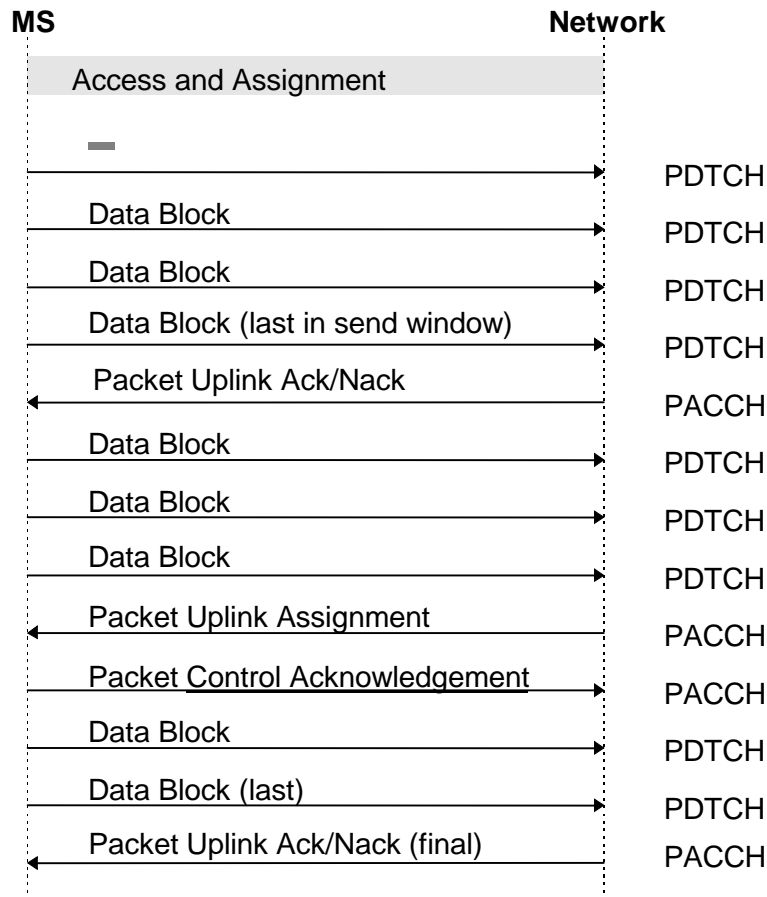 MS Network
Access and Assignment
PDTCH
Data Block PDTCH
Data Block PDTCH
Data Block (last in send window) PDTCH
Packet Uplink Ack/Nack PACCH
Data Block PDTCH
Data Block PDTCH
Data Block PDTCH
Packet Uplink Assignment PACCH
Packet Control Acknowledgement PACCH
Data Block PDTCH
Data Block (last) PDTCH
Packet Uplink Ack/Nack (final) PACCH